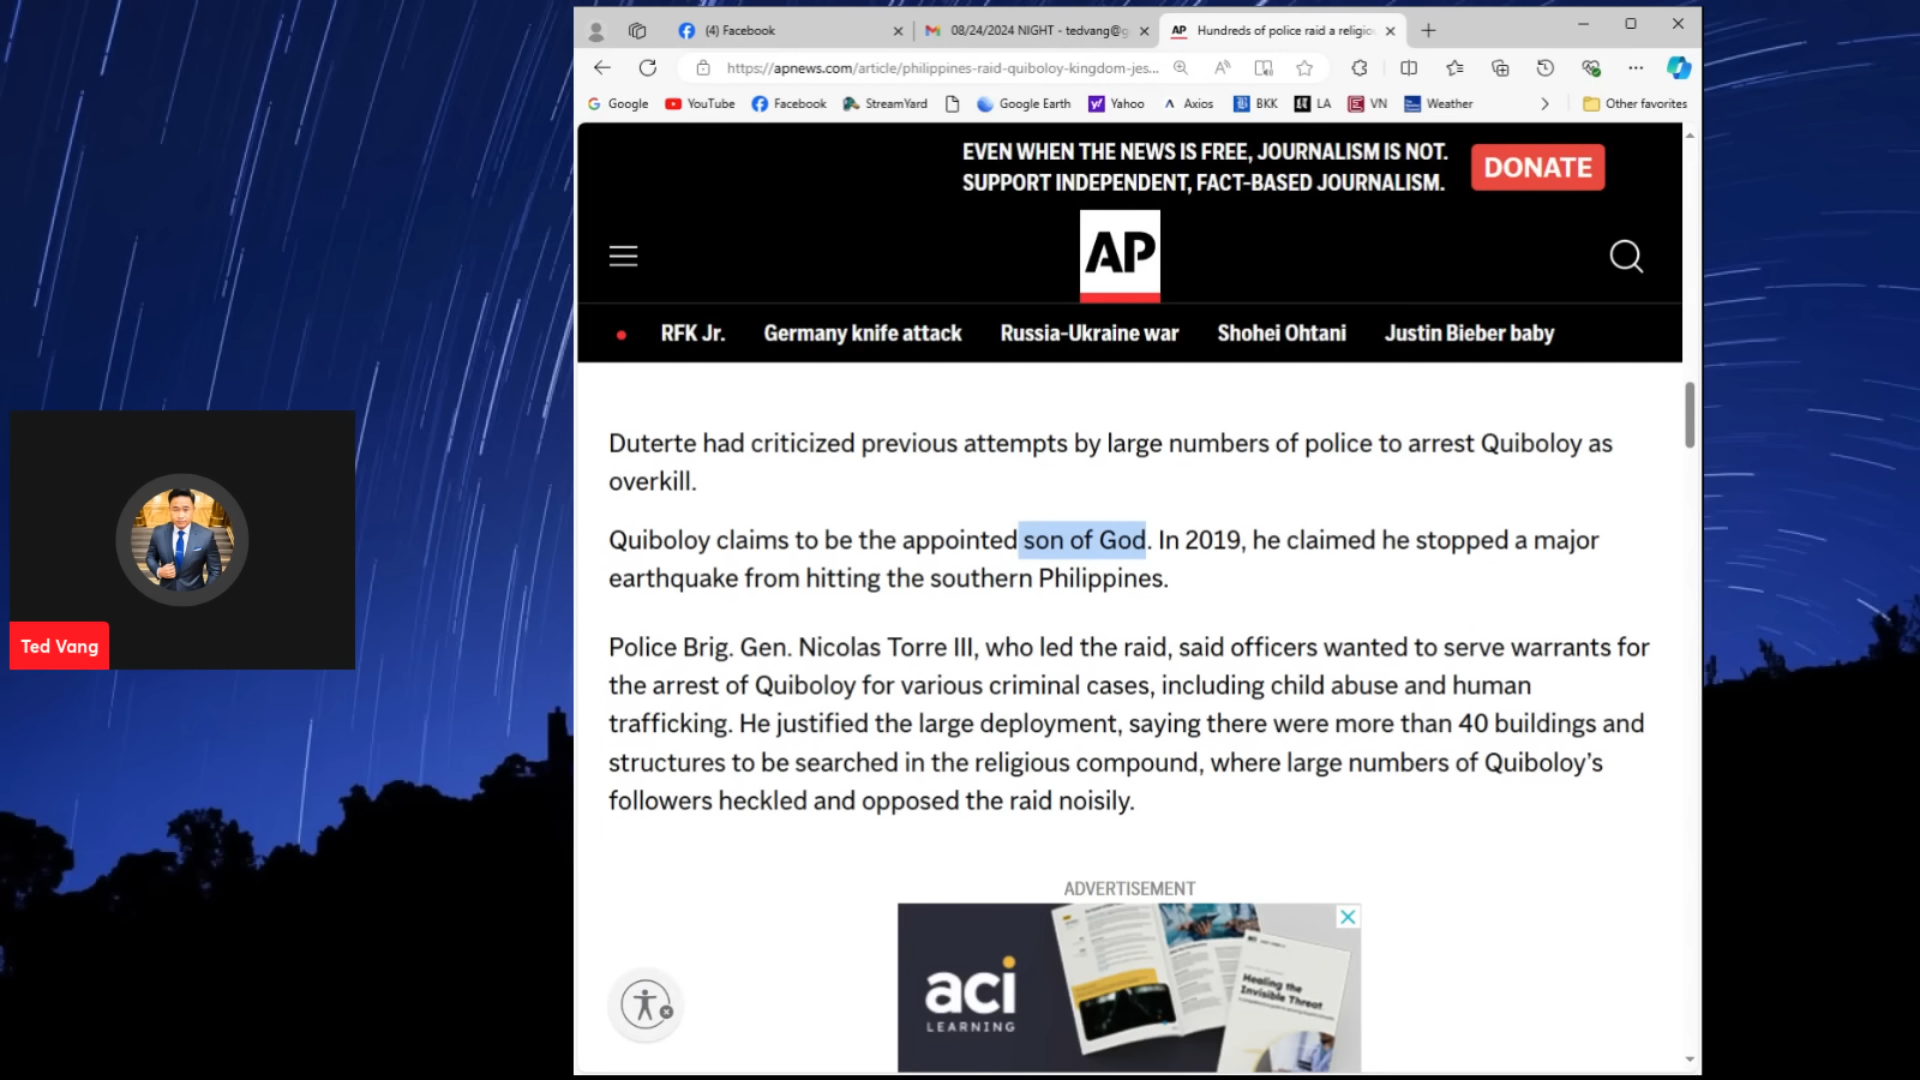 (4) Facebook
08/24/2024 NIGHT - tedvang@g
AP Hundreds of police raid a religio
https://apnews.com/article/philippines-raid-quiboloy-kingdom-jes...
Google YouTube Facebook StreamYard Google Earth Yahoo Axios BKK LA VN Weather Other favorites
EVEN WHEN THE NEWS IS FREE, JOURNALISM IS NOT.
SUPPORT INDEPENDENT, FACT-BASED JOURNALISM.
DONATE
AP
RFK Jr. Germany knife attack Russia-Ukraine war Shohei Ohtani Justin Bieber baby
Duterte had criticized previous attempts by large numbers of police to arrest Quiboloy as
overkill.
Quiboloy claims to be the appointed son of God. In 2019, he claimed he stopped a major
earthquake from hitting the southern Philippines.
Ted Vang
Police Brig. Gen. Nicolas Torre III, who led the raid, said officers wanted to serve warrants for
the arrest of Quiboloy for various criminal cases, including child abuse and human
trafficking. He justified the large deployment, saying there were more than 40 buildings and
structures to be searched in the religious compound, where large numbers of Quiboloy’s
followers heckled and opposed the raid noisily.
ADVERTISEMENT
aci
LEARNING
Healing the
Invisible Threat